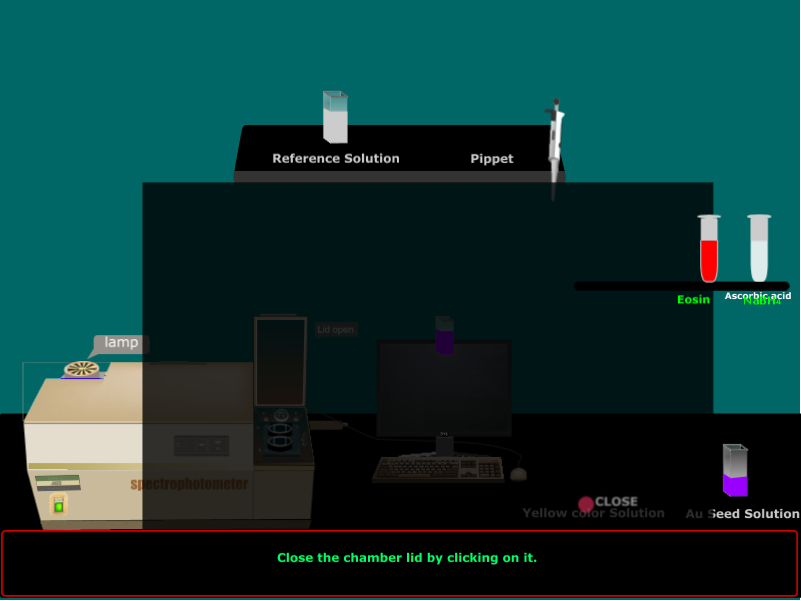 Reference Solution
Pippet
Eosin
Ascorbic acid
lamp
Lid open
spectrophotometer
CLOSE
Yellow color Solution
Au Seed Solution
Close the chamber lid by clicking on it.